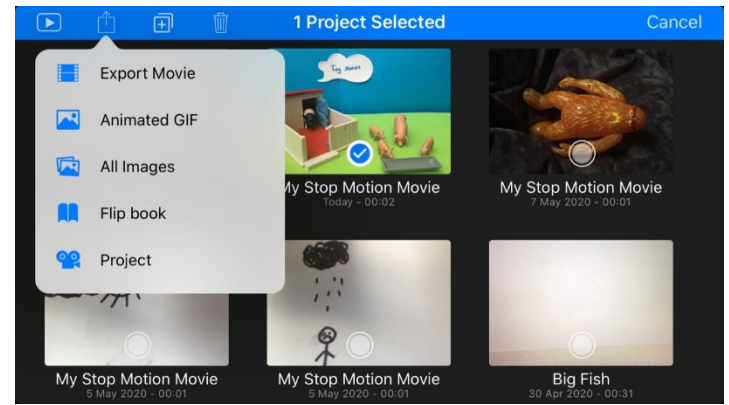 1 Project Selected
Cancel
Export Movie
Animated GIF
All Images
Flip book
Project
Toy Stories
My Stop Motion Movie
Today - 00:02
My Stop Motion Movie
7 May 2020 - 00:01
My Stop Motion Movie
5 May 2020 - 00:01
My Stop Motion Movie
5 May 2020 - 00:01
Big Fish
30 Apr 2020 - 00:31